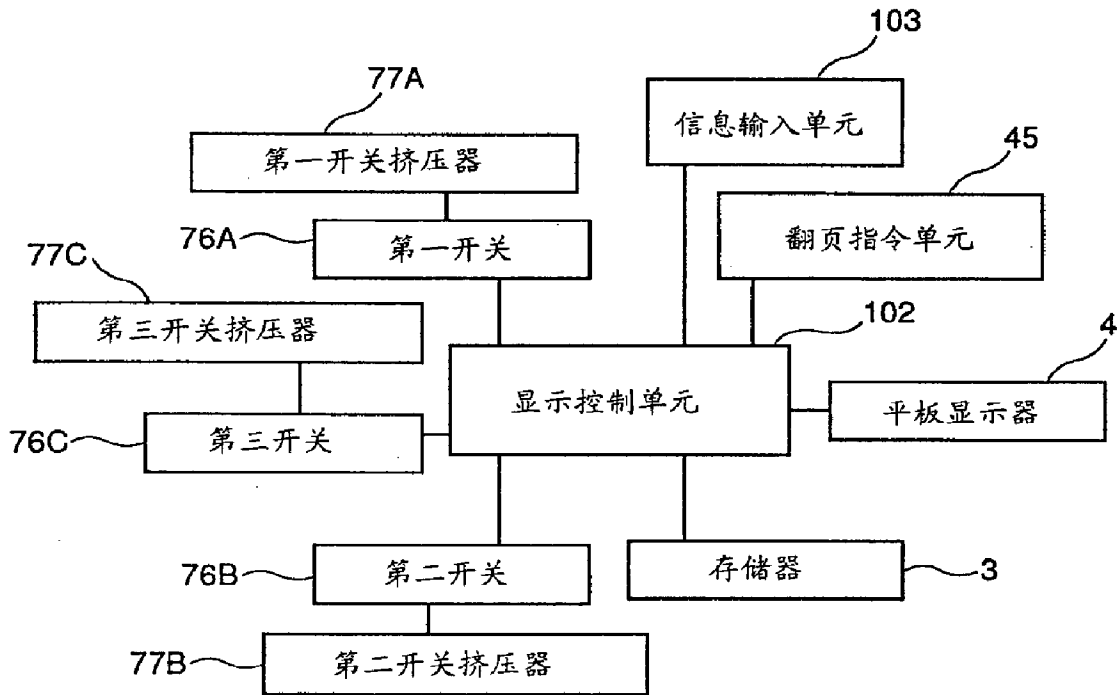 103
信息输入单元
77A
第一开关挤压器
45
翻页指令单元
76A
第一开关
77C
第三开关挤压器
102
显示控制单元
4
平板显示器
76C
第三开关
76B
第二开关
存储器
3
77B
第二开关挤压器